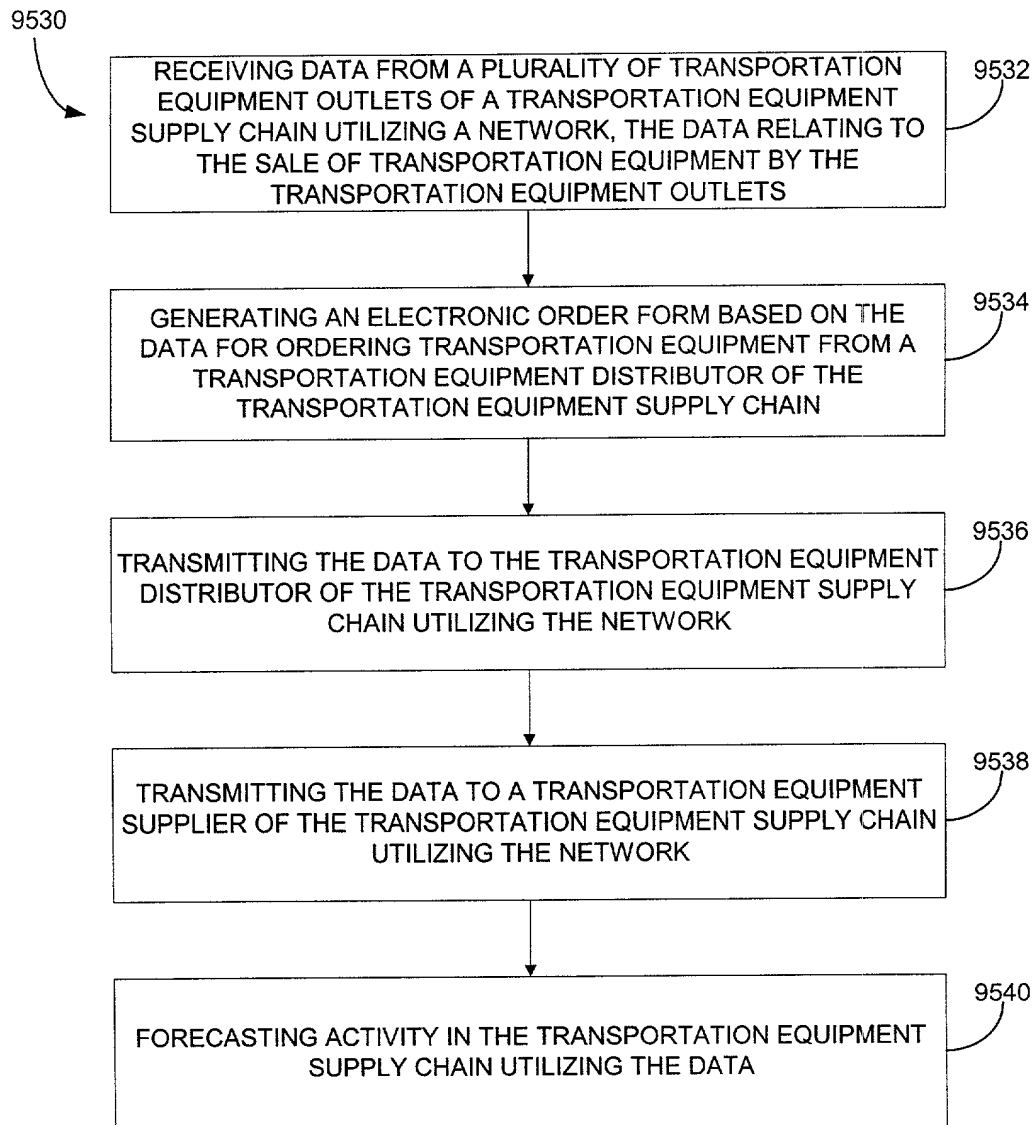 9530
RECEIVING DATA FROM A PLURALITY OF TRANSPORTATION
EQUIPMENT OUTLETS OF A TRANSPORTATION EQUIPMENT
SUPPLY CHAIN UTILIZING A NETWORK, THE DATA RELATING TO
THE SALE OF TRANSPORTATION EQUIPMENT BY THE
TRANSPORTATION EQUIPMENT OUTLETS
9532
GENERATING AN ELECTRONIC ORDER FORM BASED ON THE
DATA FOR ORDERING TRANSPORTATION EQUIPMENT FROM A
TRANSPORTATION EQUIPMENT DISTRIBUTOR OF THE
TRANSPORTATION EQUIPMENT SUPPLY CHAIN
9534
TRANSMITTING THE DATA TO THE TRANSPORTATION EQUIPMENT
DISTRIBUTOR OF THE TRANSPORTATION EQUIPMENT SUPPLY
CHAIN UTILIZING THE NETWORK
9536
TRANSMITTING THE DATA TO A TRANSPORTATION EQUIPMENT
SUPPLIER OF THE TRANSPORTATION EQUIPMENT SUPPLY CHAIN
UTILIZING THE NETWORK
9538
FORECASTING ACTIVITY IN THE TRANSPORTATION EQUIPMENT
SUPPLY CHAIN UTILIZING THE DATA
9540